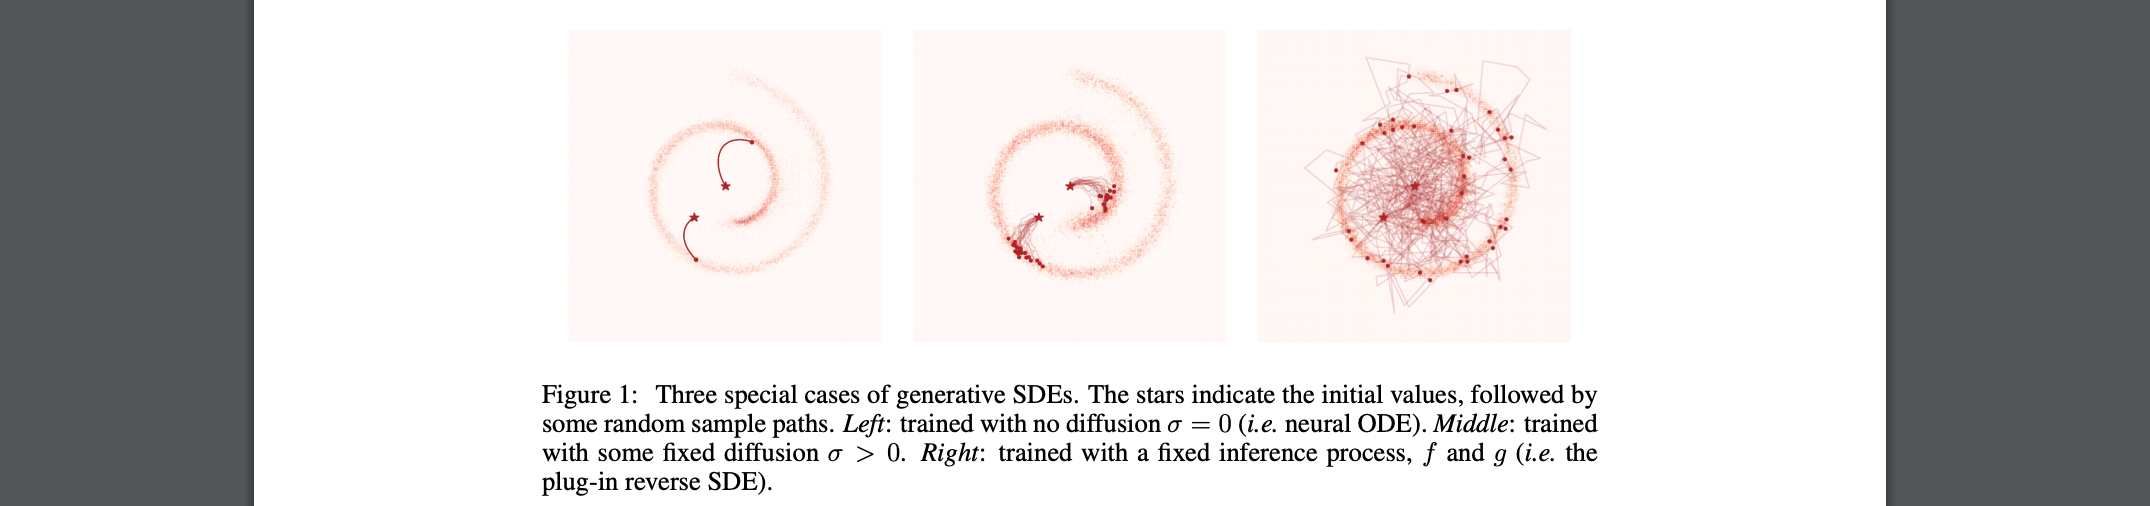 Figure 1: Three special cases of generative SDEs. The stars indicate the initial values, followed by
some random sample paths. Left: trained with no diffusion σ = 0 (i.e. neural ODE). Middle: trained
with some fixed diffusion σ > 0. Right: trained with a fixed inference process, f and g (i.e. the
plug-in reverse SDE).